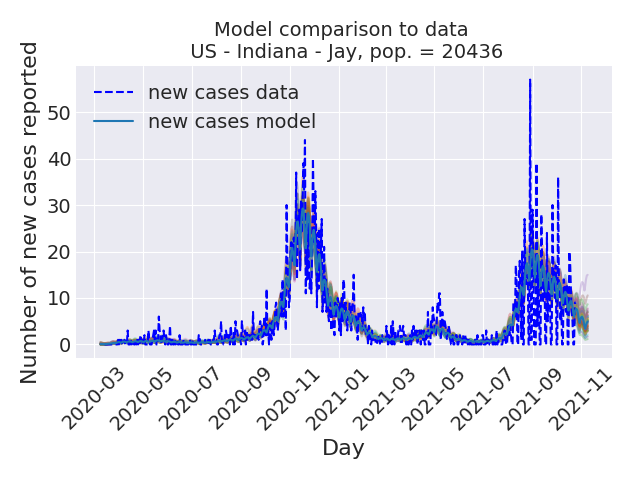 Model comparison to data
US - Indiana - Jay, pop. = 20436
Number of new cases reported
50
40
30
20
10
0
new cases data
new cases model
2020-03
2020-05
2020-07
2020-09
2020-11
2021-01
2021-03
2021-05
2021-07
2021-09
2021-11
Day